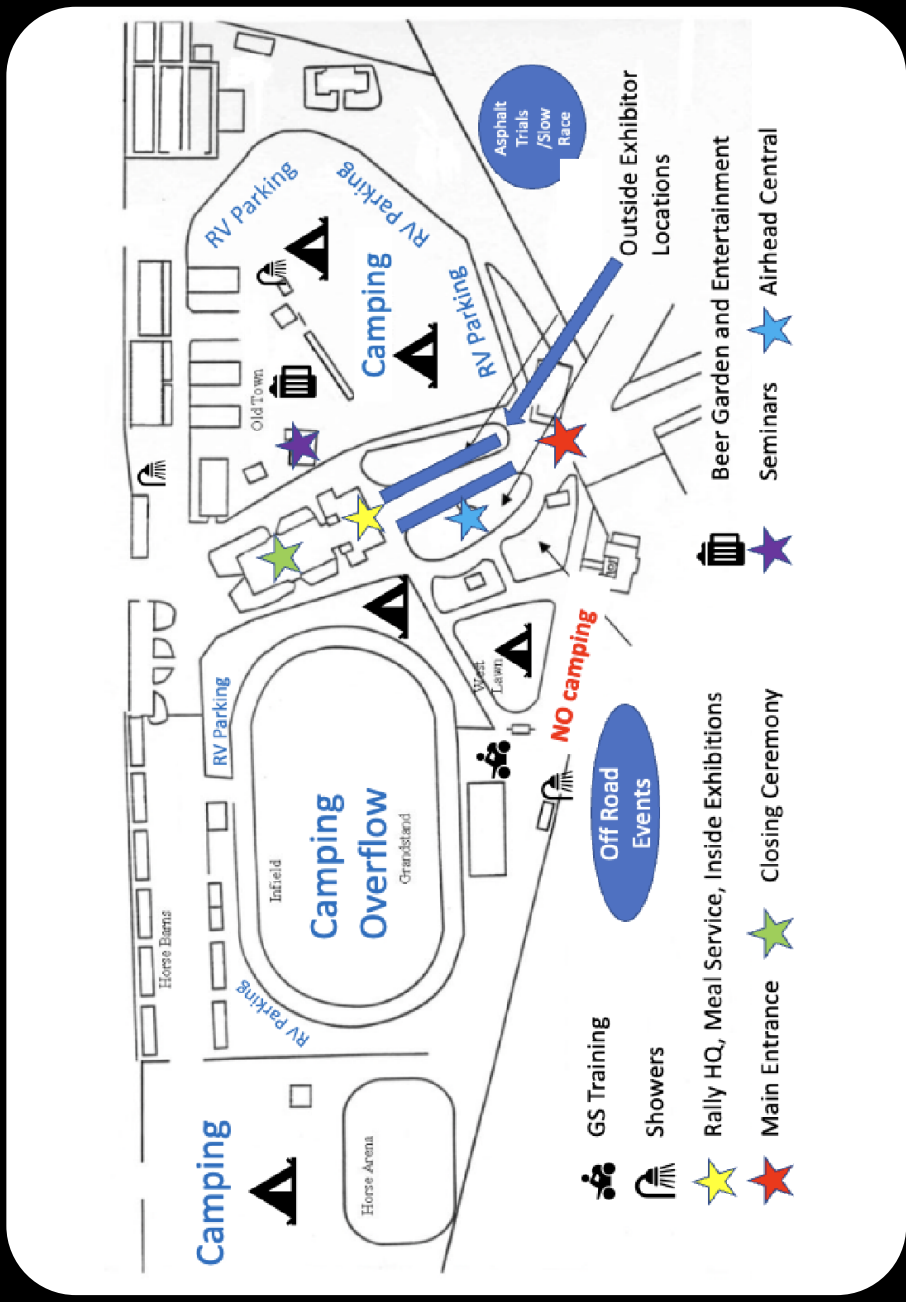 Horse Barns
Camping
RV Parking
RV Parking
RV Parking
Old Town
Infield
Camping
Overflow
Grandstand
Horse Arena
Camping
RV Parking
RV Parking
West
Lawn
Asphalt
Trials
/Slow
Race
NO camping
Off Road
Events
Outside Exhibitor
Locations
GS Training
Showers
Rally HQ, Meal Service, Inside Exhibitions
Beer Garden and Entertainment
Main Entrance
Closing Ceremony
Seminars
Airhead Central